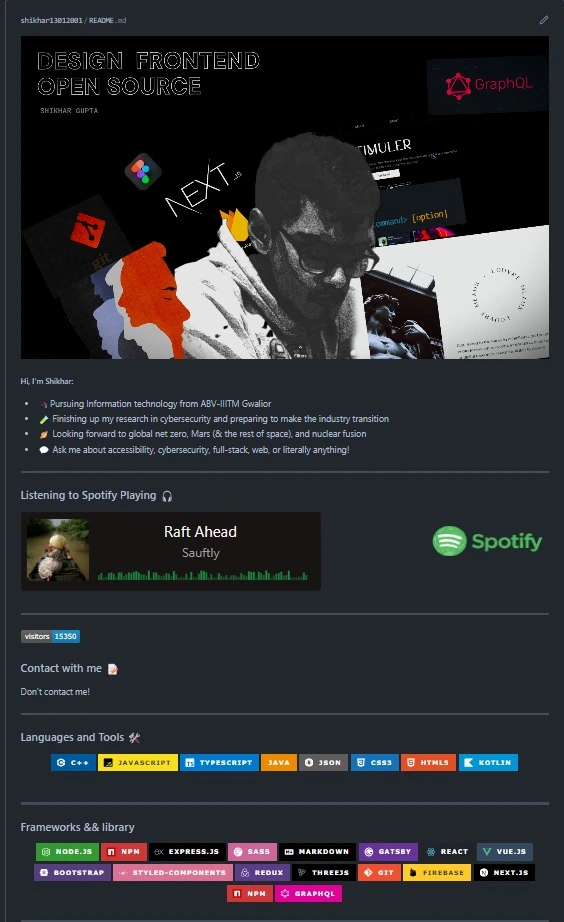 shikhar13012001/README.md
DESIGN FRONTEND
OPEN SOURCE
SHIKHAR GUPTA
GraphQL
TIMULER
NEXT
.JS
command> [option]
git
LOUVRE
Filters
Hi, I'm Shikhar:
Pursuing Information technology from ABV-IIITM Gwalior
Finishing up my research in cybersecurity and preparing to make the industry transition
Looking forward to global net zero, Mars (& the rest of space), and nuclear fusion
Ask me about accessibility, cybersecurity, full-stack, web, or literally anything!
Listening to Spotify Playing
Raft Ahead
Sauftly
Spotify
visitors 15350
Contact with me
Don't contact me!
Languages and Tools
C++ JAVASCRIPT TYPESCRIPT JAVA JSON CSS3 HTML5 KOTLIN
Frameworks && library
NODE.JS NPM EX EXPRESS.JS SASS MARKDOWN GATSBY REACT VUE.JS
BOOTSTRAP STYLED-COMPONENTS REDUX THREEJS GIT FIREBASE NEXT.JS
NPM GRAPHQL